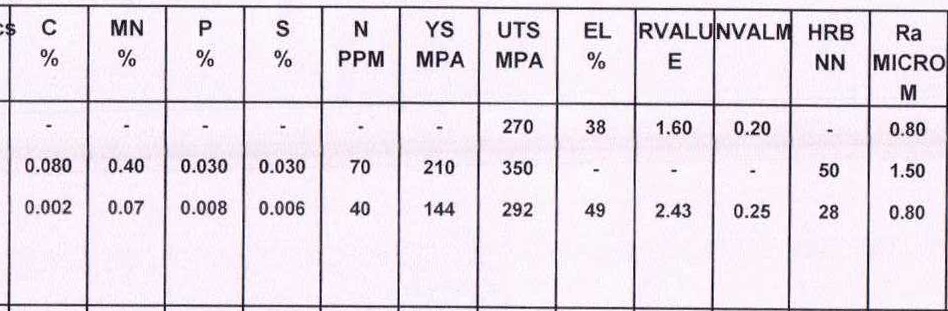 cs C MN P S N YS UTS EL RVALU NVALM HRB Ra
% % % % PPM MPA MPA % E NN MICRO
M
- - - - - - 270 38 1.60 0.20 - 0.80
0.080 0.40 0.030 0.030 70 210 350 - - - 50 1.50
0.002 0.07 0.008 0.006 40 144 292 49 2.43 0.25 28 0.80